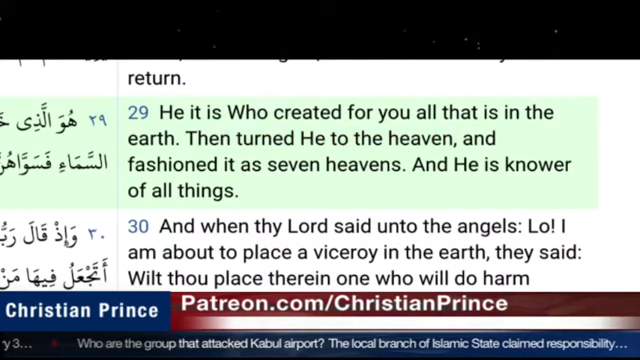 return.
٢٩ هُوَ الَّذِى
29 He it is Who created for you all that is in the
earth. Then turned He to the heaven, and
السَّمَاءِ فَسَوَّاهُنَّ
fashioned it as seven heavens. And He is knower
of all things.
٣٠ وَإِذْ قَالَ
30 And when thy Lord said unto the angels: Lo! I
am about to place a viceroy in the earth, they said:
أَتَجْعَلُ فِيهَا مَنْ
Wilt thou place therein one who will do harm
Christian Prince
Patreon.com/ChristianPrince
ry 3... Who are the group that attacked Kabul airport? The local branch of Islamic State claimed responsibility...